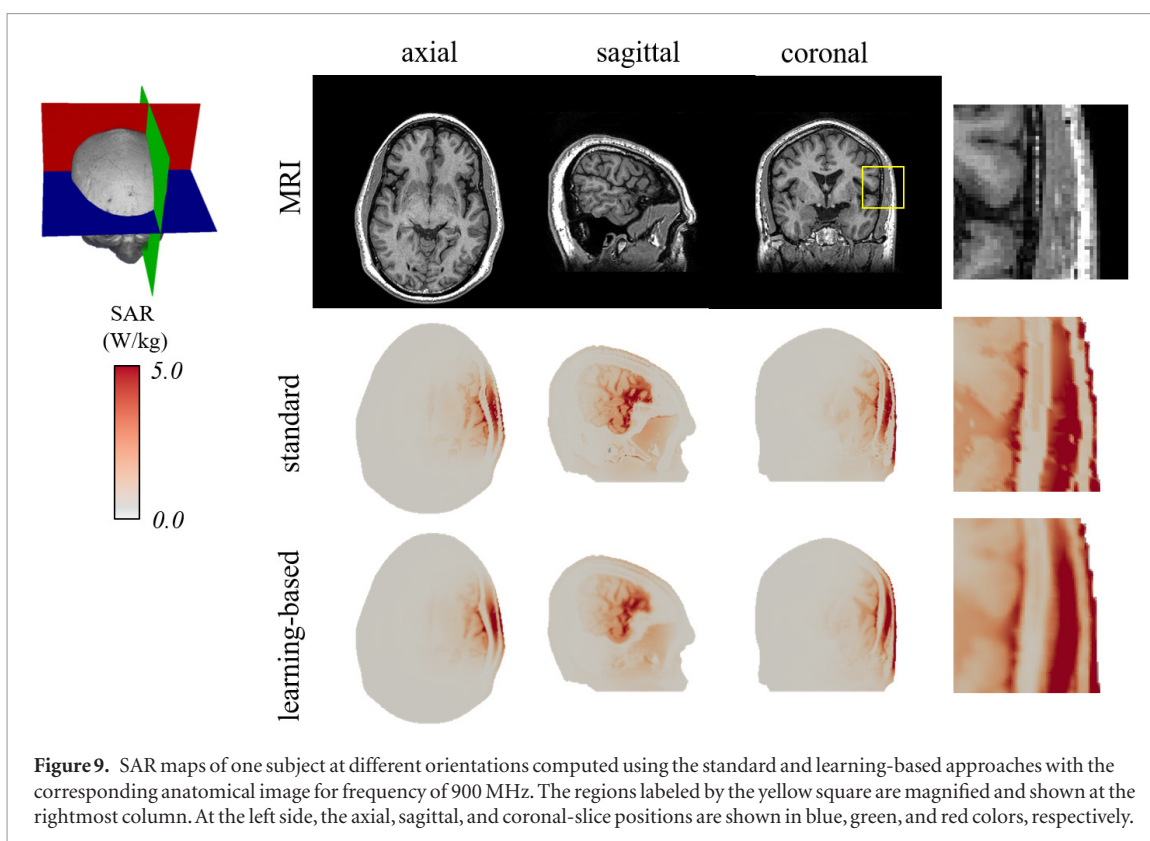 axial
sagittal
coronal
MRI
SAR
(W/kg)
5.0
0.0
standard
learning-based
Figure 9. SAR maps of one subject at different orientations computed using the standard and learning-based approaches with the
corresponding anatomical image for frequency of 900 MHz. The regions labeled by the yellow square are magnified and shown at the
rightmost column. At the left side, the axial, sagittal, and coronal-slice positions are shown in blue, green, and red colors, respectively.